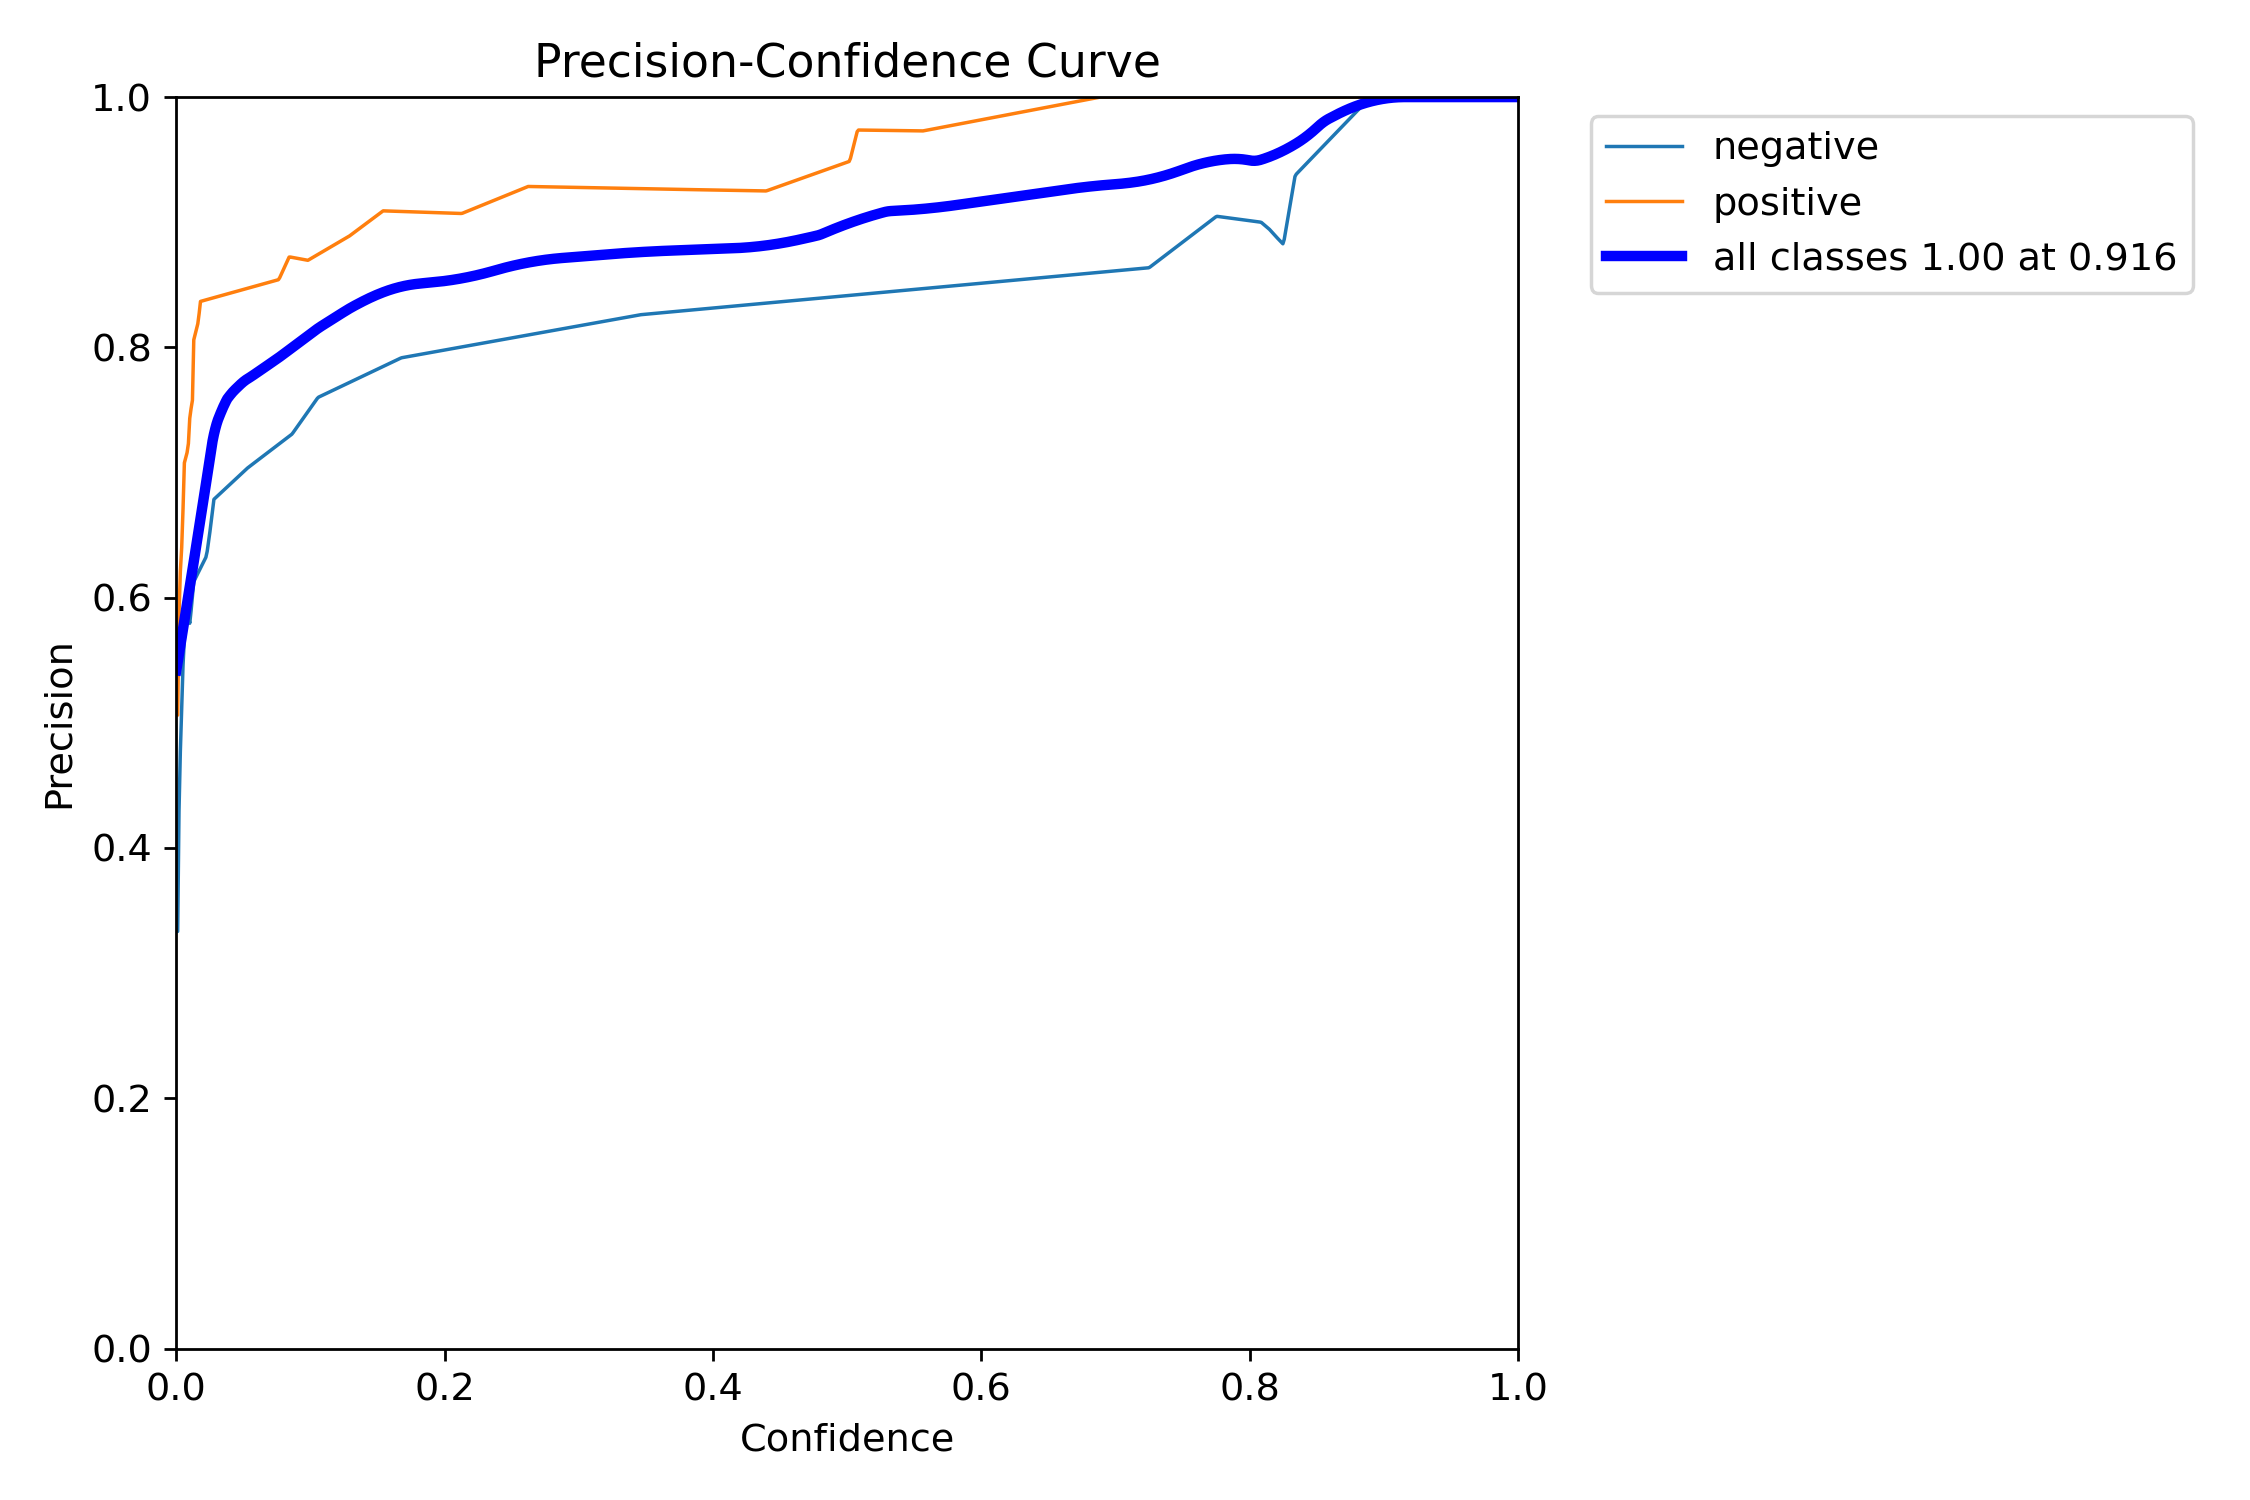 Precision-Confidence Curve
1.0
0.8
0.6
0.4
0.2
0.0
Precision
0.0 0.2 0.4 0.6 0.8 1.0
Confidence
negative
positive
all classes 1.00 at 0.916